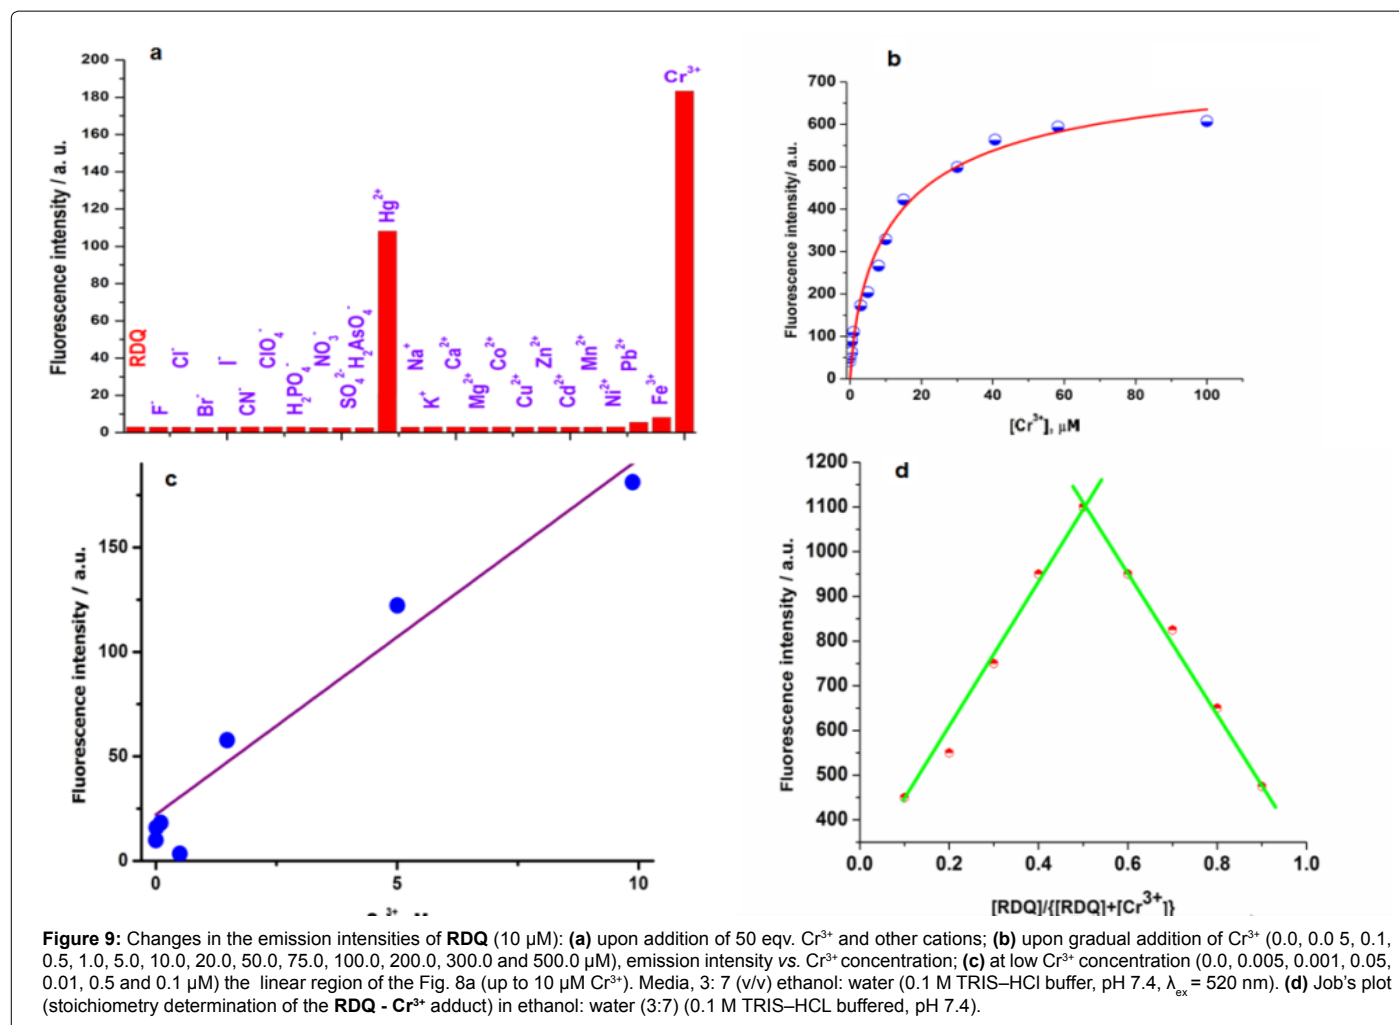 a
200
180
160
140
120
100
80
60
40
20
0
Fluorescence intensity / a. u.
RDQ
F⁻
Cl⁻
Br⁻
I⁻
CN⁻
ClO₄⁻
H₂PO₄⁻
NO₃⁻
SO₄²⁻
H₂AsO₄⁻
Hg²⁺
Na⁺
K⁺
Ca²⁺
Mg²⁺
Co²⁺
Cu²⁺
Zn²⁺
Cd²⁺
Mn²⁺
Ni²⁺
Pb²⁺
Fe³⁺
Cr³⁺
b
700
600
500
400
300
200
100
0
Fluorescence intensity/ a.u.
0 20 40 60 80 100
[Cr³⁺], μM
c
150
100
50
0
Fluorescence intensity / a.u.
0 5 10
d
1200
1100
1000
900
800
700
600
500
400
Fluorescence intensity / a.u.
0.0 0.2 0.4 0.6 0.8 1.0
[RDQ]/{[RDQ]+[Cr³⁺]}
Figure 9: Changes in the emission intensities of RDQ (10 μM): (a) upon addition of 50 eqv. Cr³⁺ and other cations; (b) upon gradual addition of Cr³⁺ (0.0, 0.0 5, 0.1,
0.5, 1.0, 5.0, 10.0, 20.0, 50.0, 75.0, 100.0, 200.0, 300.0 and 500.0 μM), emission intensity vs. Cr³⁺ concentration; (c) at low Cr³⁺ concentration (0.0, 0.005, 0.001, 0.05,
0.01, 0.5 and 0.1 μM) the linear region of the Fig. 8a (up to 10 μM Cr³⁺). Media, 3: 7 (v/v) ethanol: water (0.1 M TRIS–HCl buffer, pH 7.4, λex = 520 nm). (d) Job's plot
(stoichiometry determination of the RDQ - Cr³⁺ adduct) in ethanol: water (3:7) (0.1 M TRIS–HCL buffered, pH 7.4).